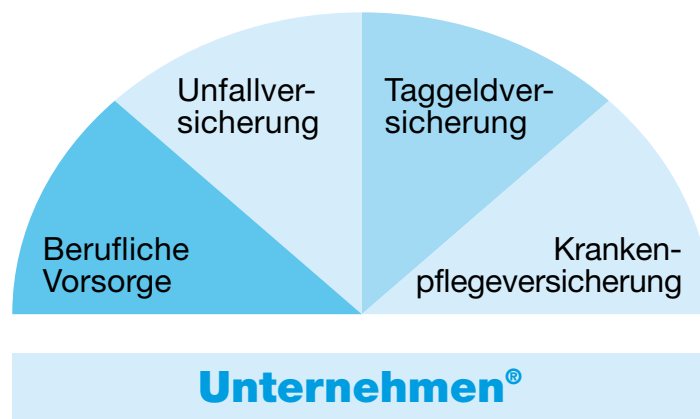 Unfallver-
sicherung
Taggeldver-
sicherung
Berufliche
Vorsorge
Kranken-
pflegeversicherung
Unternehmen®